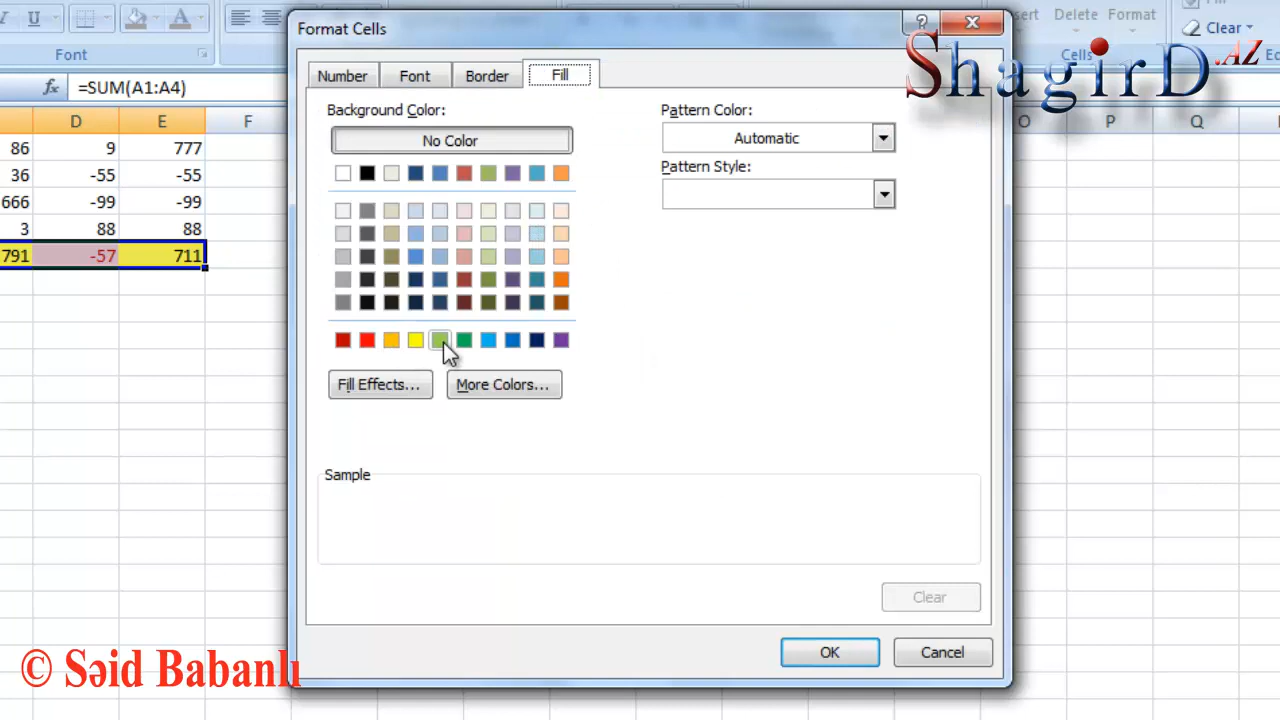 Format Cells
?
Insert Delete Format
Clear
Font
Cells
ShagirD.AZ
fx =SUM(A1:A4)
Number Font Border Fill
Background Color:
No Color
Pattern Color:
Automatic
Pattern Style:
D E F O P Q
86 9 777
36 -55 -55
666 -99 -99
3 88 88
791 -57 711
Fill Effects... More Colors...
Sample
Clear
OK Cancel
© Səid Babanlı